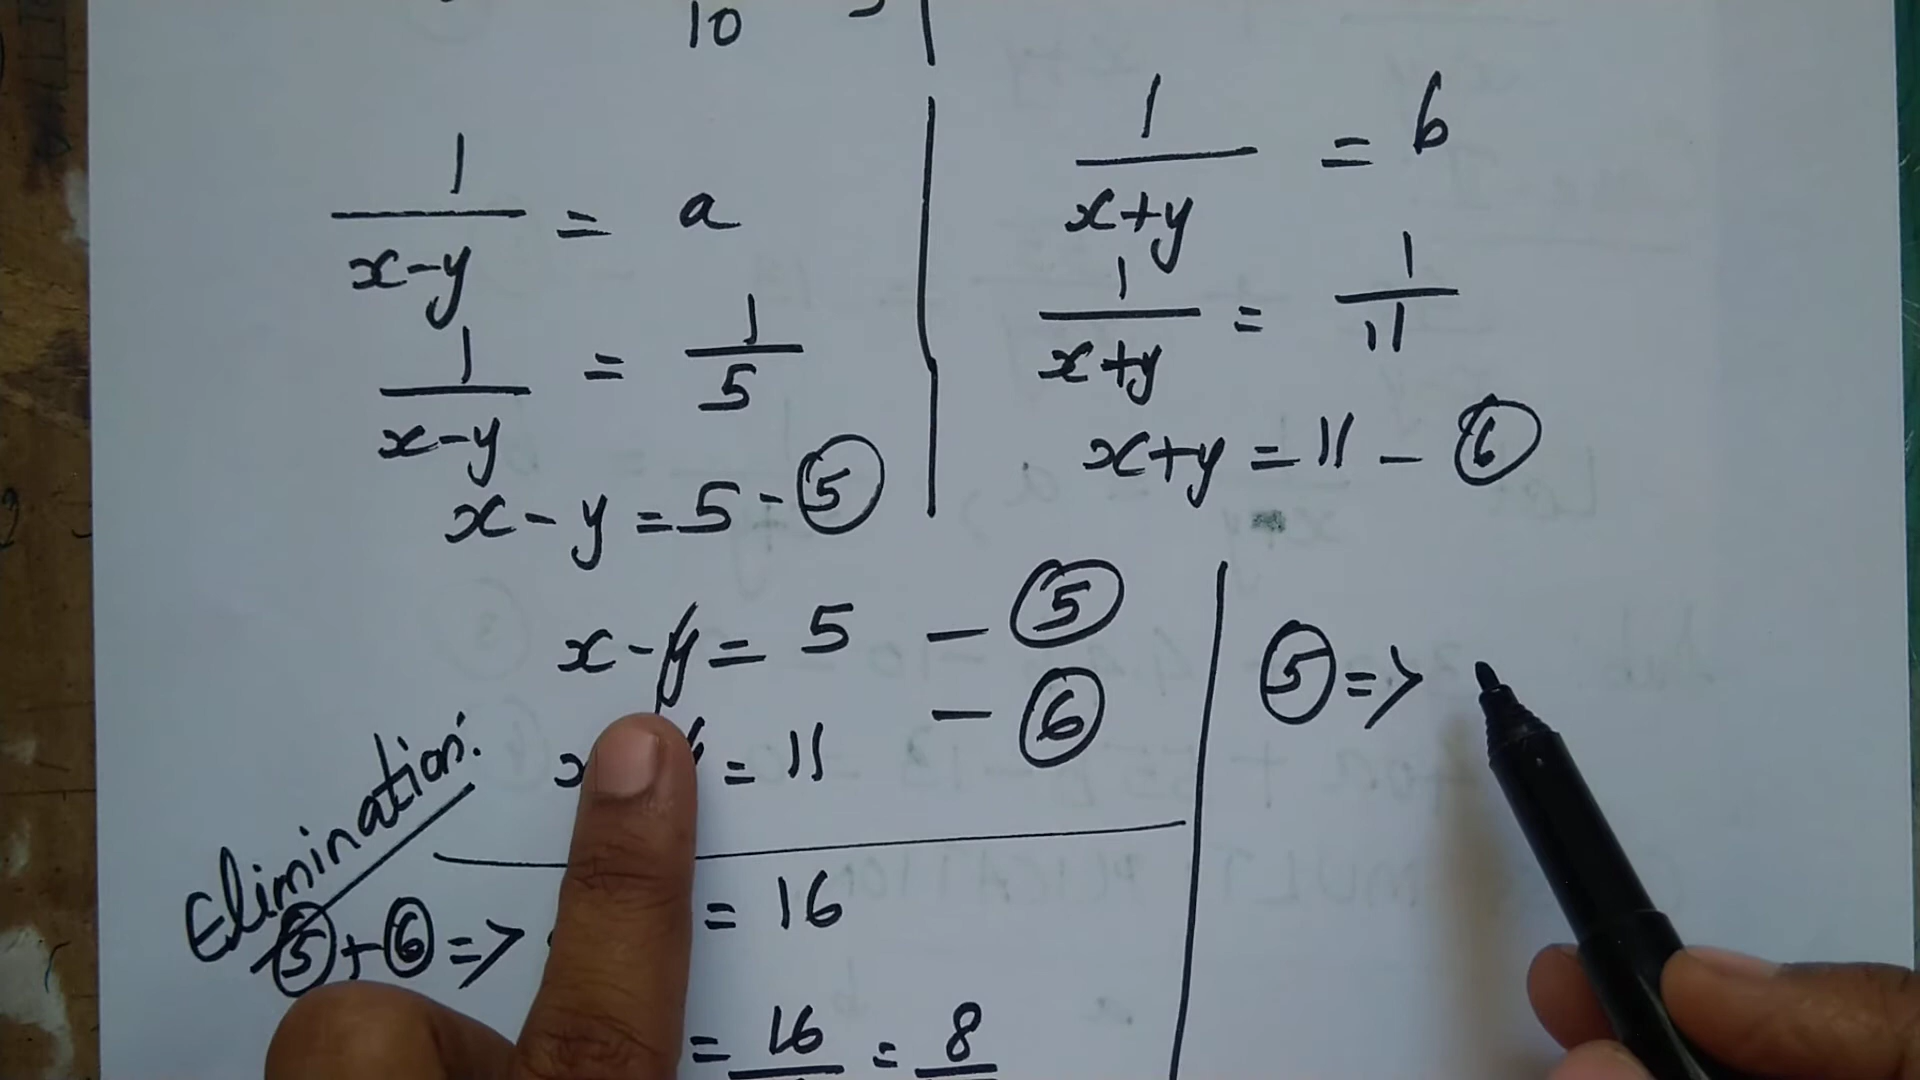 10
1/(x-y) = a
1/(x-y) = 1/5
x - y = 5 - ⑤
1/(x+y) = b
1/(x+y) = 1/11
x+y = 11 - ⑥
x - y = 5 - ⑤
= 11 - ⑥
Elimination:
⑤ + ⑥ => = 16
= 16 = 8
⑤ =>